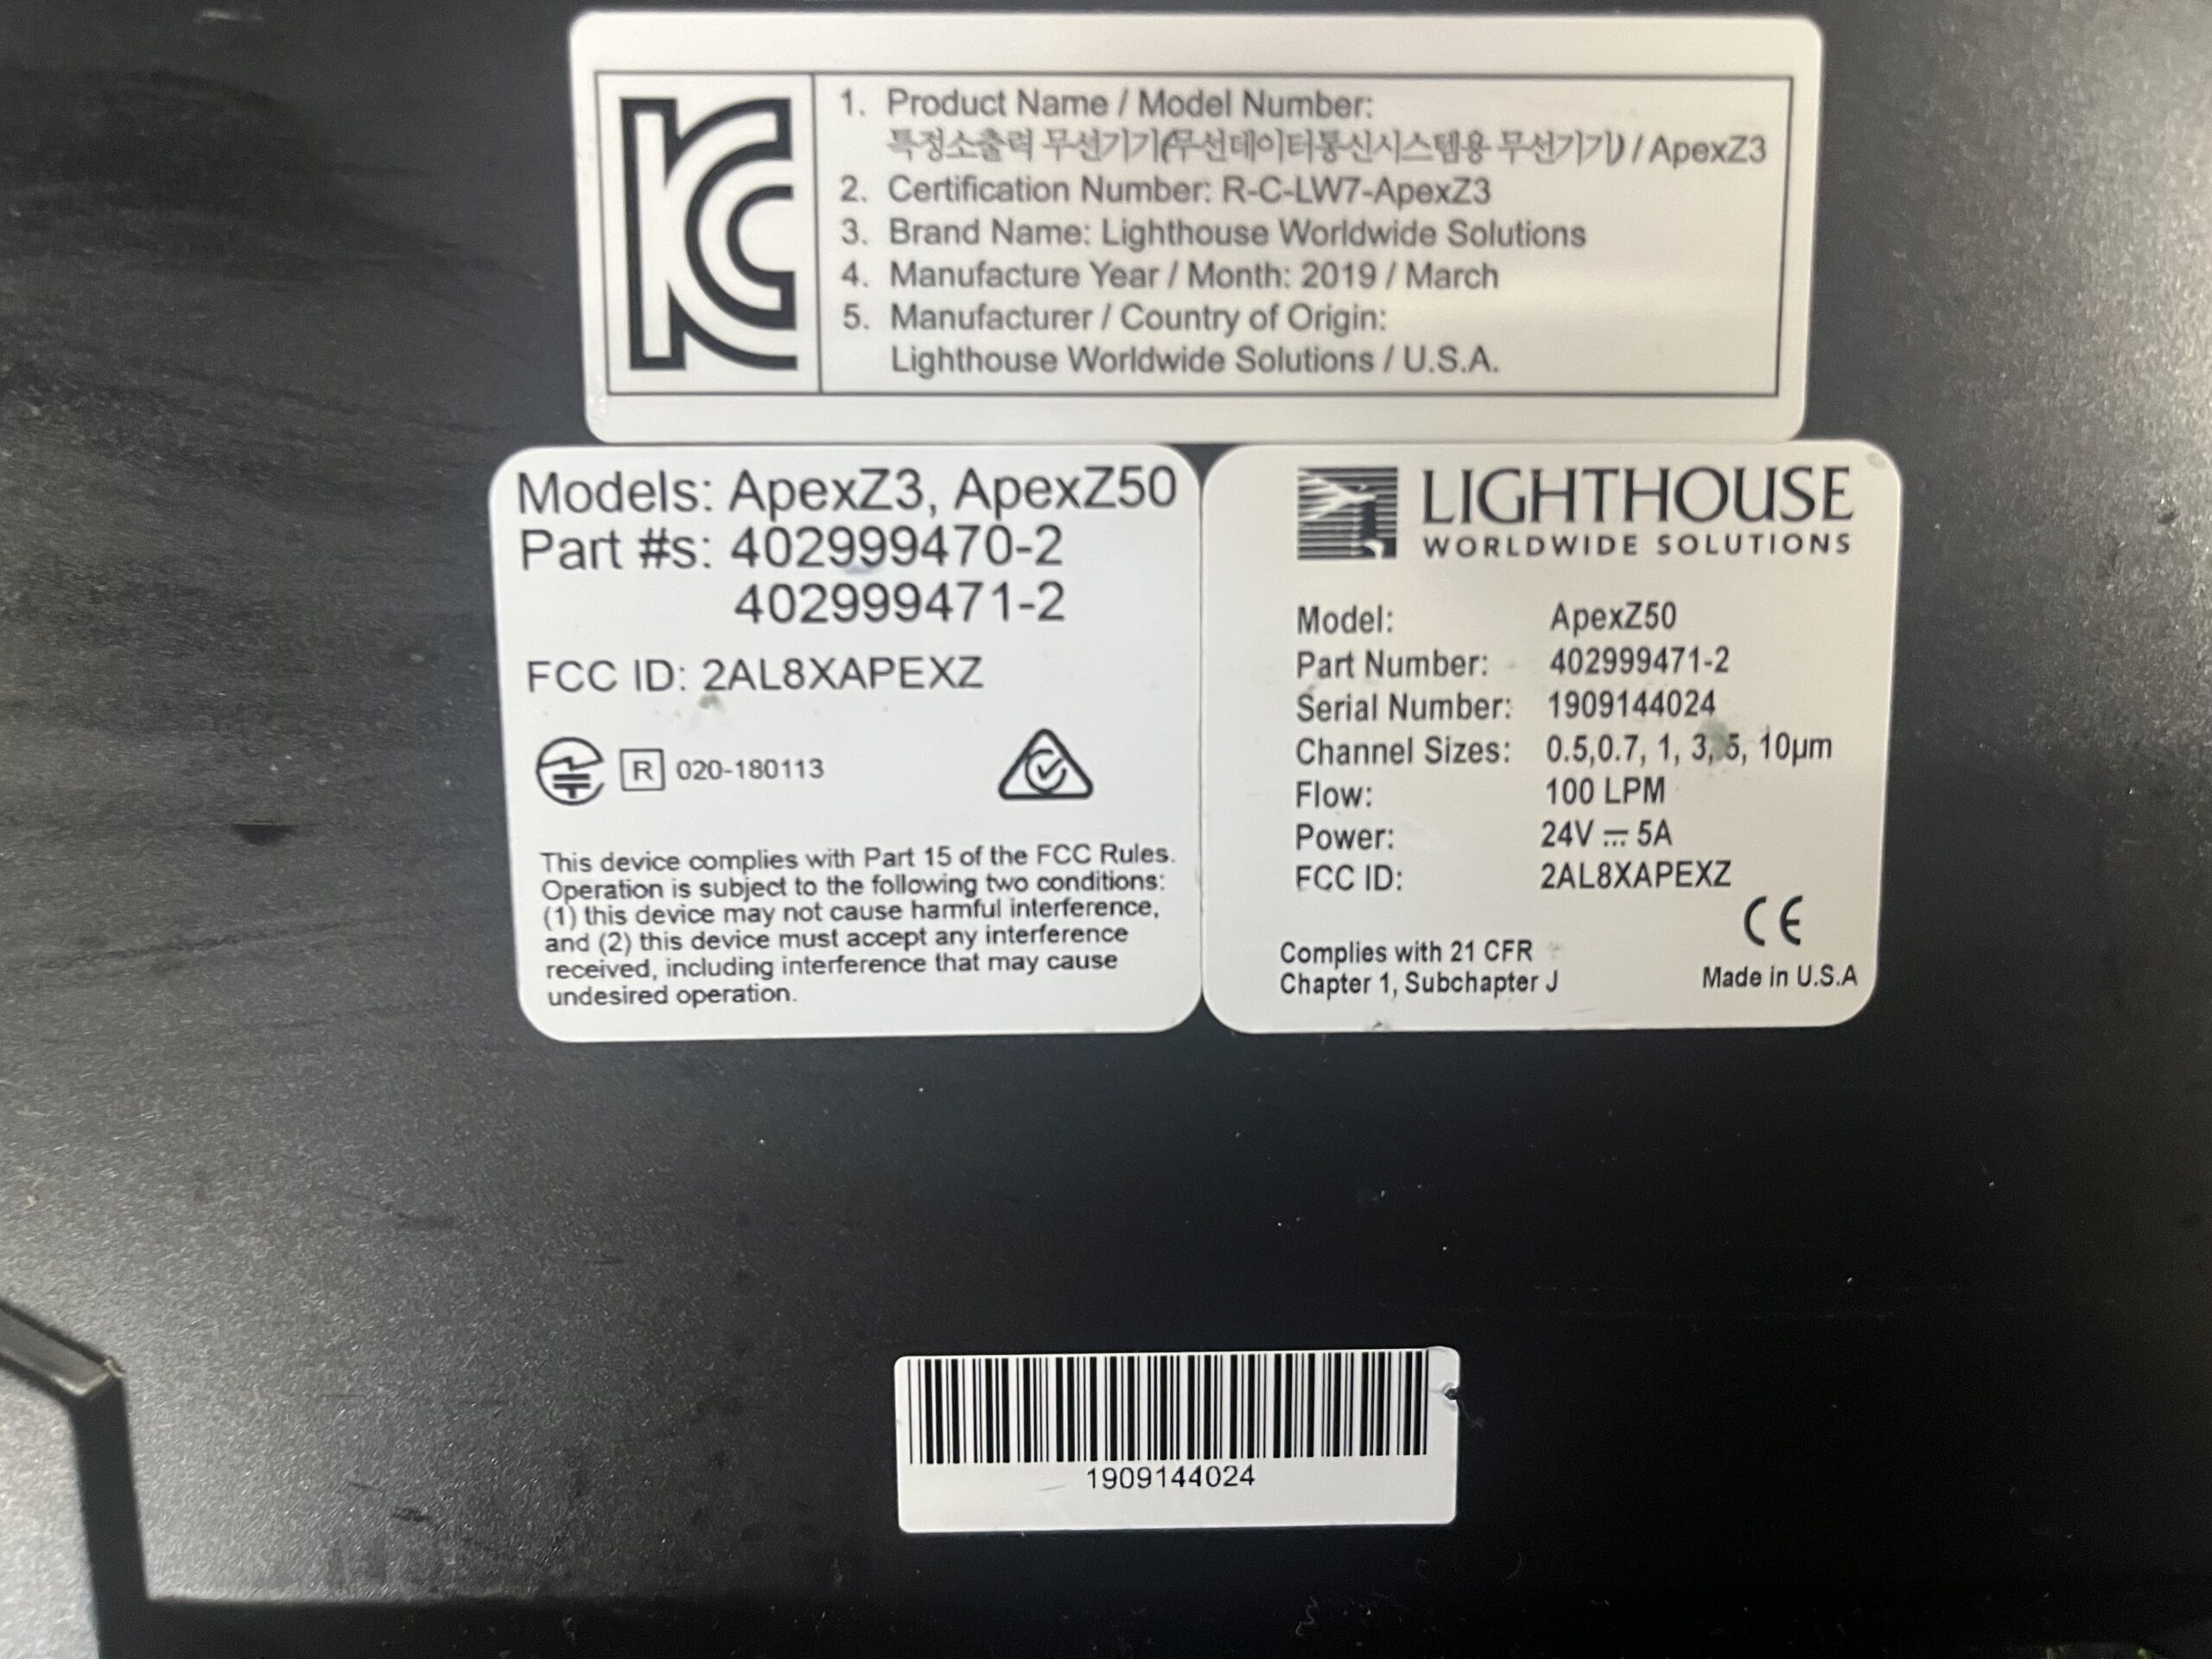 1. Product Name / Model Number:
특정소출력 무선기기(무선데이터통신시스템용 무선기기) / ApexZ3
2. Certification Number: R-C-LW7-ApexZ3
3. Brand Name: Lighthouse Worldwide Solutions
4. Manufacture Year / Month: 2019 / March
5. Manufacturer / Country of Origin:
Lighthouse Worldwide Solutions / U.S.A.
Models: ApexZ3, ApexZ50
Part #s: 402999470-2
402999471-2
FCC ID: 2AL8XAPEXZ
R 020-180113
This device complies with Part 15 of the FCC Rules.
Operation is subject to the following two conditions:
(1) this device may not cause harmful interference,
and (2) this device must accept any interference
received, including interference that may cause
undesired operation.
LIGHTHOUSE
WORLDWIDE SOLUTIONS
Model: ApexZ50
Part Number: 402999471-2
Serial Number: 1909144024
Channel Sizes: 0.5,0.7, 1, 3, 5, 10µm
Flow: 100 LPM
Power: 24V ⎓ 5A
FCC ID: 2AL8XAPEXZ
CE
Complies with 21 CFR
Chapter 1, Subchapter J
Made in U.S.A
1909144024